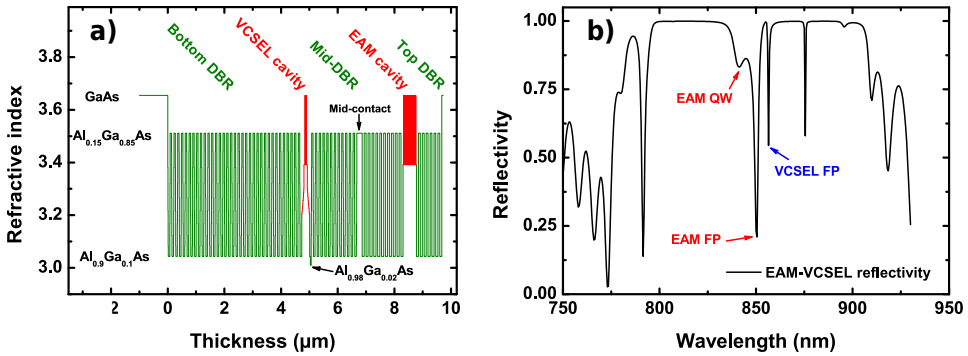 a)
Bottom DBR
VCSEL cavity
Mid-DBR
EAM cavity
Top DBR
3.8
3.6
3.4
3.2
3.0
GaAs
Al0.15Ga0.85As
Al0.9Ga0.1As
Mid-contact
Al0.98Ga0.02As
2 0 2 4 6 8 10
Refractive index
Thickness (µm)
b)
1.00
0.75
0.50
0.25
0.00
EAM QW
VCSEL FP
EAM FP
EAM-VCSEL reflectivity
750 800 850 900 950
Reflectivity
Wavelength (nm)